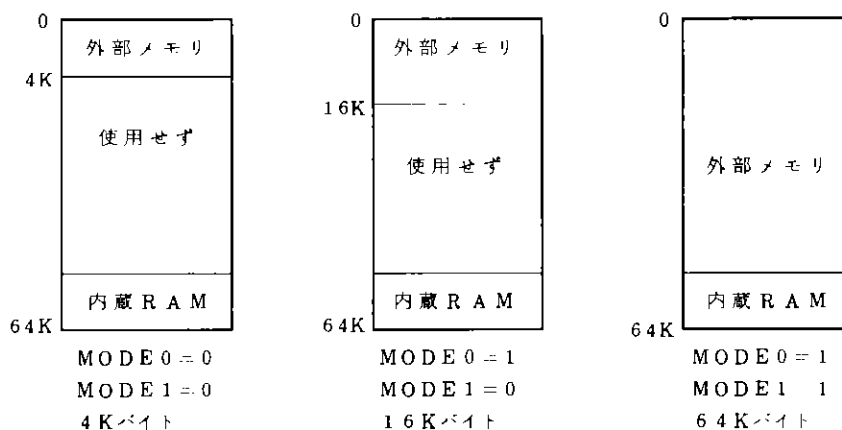 0
外部メモリ
4K
使用せず
内蔵RAM
64K
MODE0=0
MODE1=0
4Kバイト
0
外部メモリ
16K
使用せず
内蔵RAM
64K
MODE0=1
MODE1=0
16Kバイト
0
外部メモリ
内蔵RAM
64K
MODE0=1
MODE1 1
64Kバイト